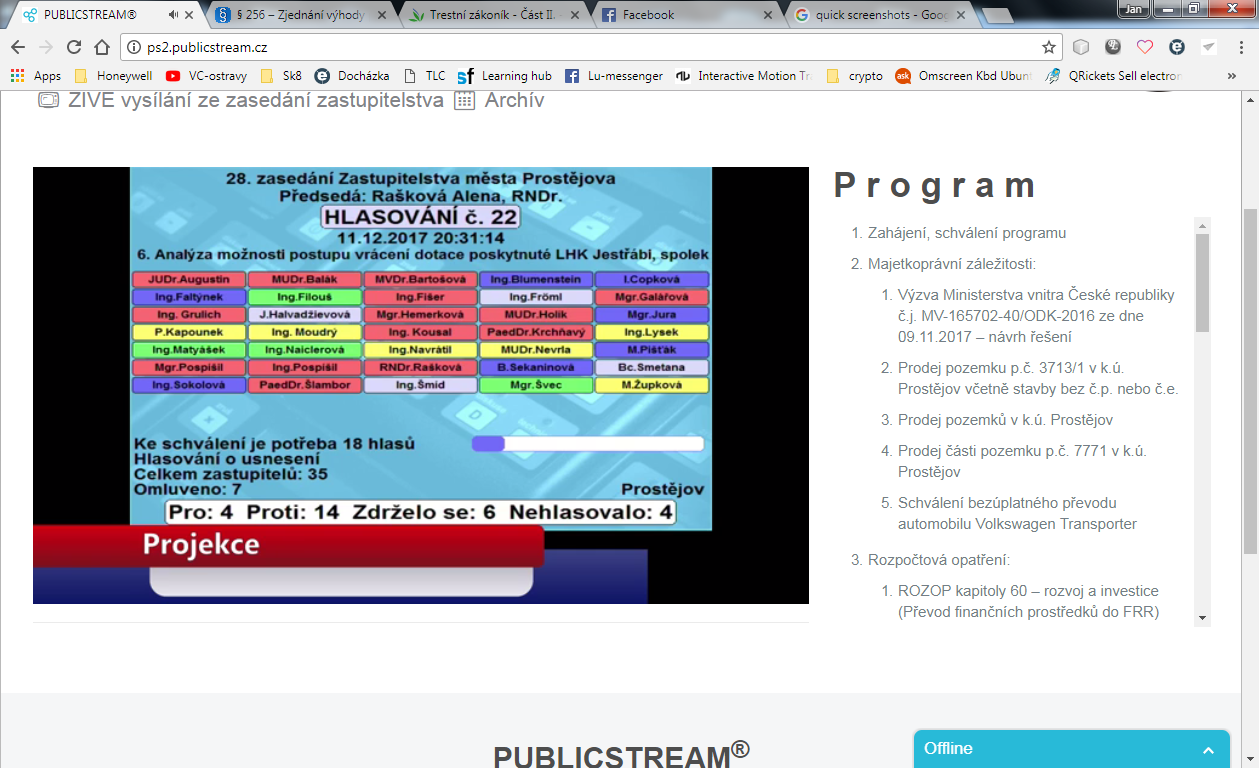 PUBLICSTREAM®
§ 256 – Zjednání výhody
Trestní zákoník - Část II. -
Facebook
quick screenshots - Goog
Jan
ps2.publicstream.cz
Apps
Honeywell
VC-ostravy
Sk8
Docházka
TLC
Learning hub
Lu-messenger
Interactive Motion Tra
crypto
Omscreen Kbd Ubunt
QRickets Sell electron
»
ŽIVĚ vysílání ze zasedání zastupitelstva
Archív
28. zasedání Zastupitelstva města Prostějova
Předsedá: Rašková Alena, RNDr.
HLASOVÁNÍ č. 22
11.12.2017 20:31:14
6. Analýza možnosti postupu vrácení dotace poskytnuté LHK Jestřábi, spolek
JUDr.Augustin MUDr.Balák MVDr.Bartošová Ing.Blumenstein I.Copková
Ing.Faltýnek Ing.Filouš Ing.Fišer Ing.Fröml Mgr.Galářová
Ing. Grulich J.Halvadžievová Mgr.Hemerková MUDr.Holík Mgr.Jura
P.Kapounek Ing. Moudrý Ing. Kousal PaedDr.Krchňavý Ing.Lysek
Ing.Matyášek Ing.Naiclerová Ing.Navrátil MUDr.Nevrla M.Pišťák
Mgr.Pospíšil Ing.Pospíšil RNDr.Rašková B.Sekaninová Bc.Smetana
Ing.Sokolová PaedDr.Šlambor Ing.Šmíd Mgr.Švec M.Župková
Ke schválení je potřeba 18 hlasů
Hlasování o usnesení
Celkem zastupitelů: 35
Omluveno: 7
Prostějov
Pro: 4 Proti: 14 Zdrželo se: 6 Nehlasovalo: 4
Projekce
Program
1. Zahájení, schválení programu
2. Majetkoprávní záležitosti:
1. Výzva Ministerstva vnitra České republiky
č.j. MV-165702-40/ODK-2016 ze dne
09.11.2017 – návrh řešení
2. Prodej pozemku p.č. 3713/1 v k.ú.
Prostějov včetně stavby bez č.p. nebo č.e.
3. Prodej pozemků v k.ú. Prostějov
4. Prodej části pozemku p.č. 7771 v k.ú.
Prostějov
5. Schválení bezúplatného převodu
automobilu Volkswagen Transporter
3. Rozpočtová opatření:
1. ROZOP kapitoly 60 – rozvoj a investice
(Převod finančních prostředků do FRR)
PUBLICSTREAM®
Offline